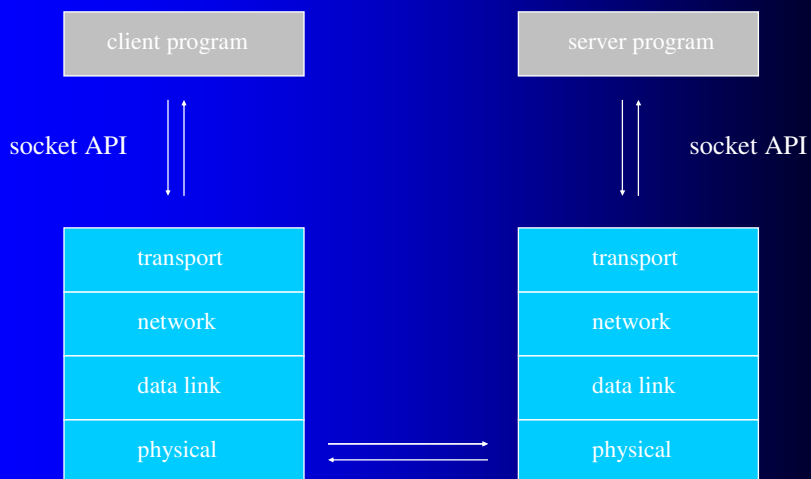 client program
server program
socket API
socket API
transport
transport
network
network
data link
data link
physical
physical